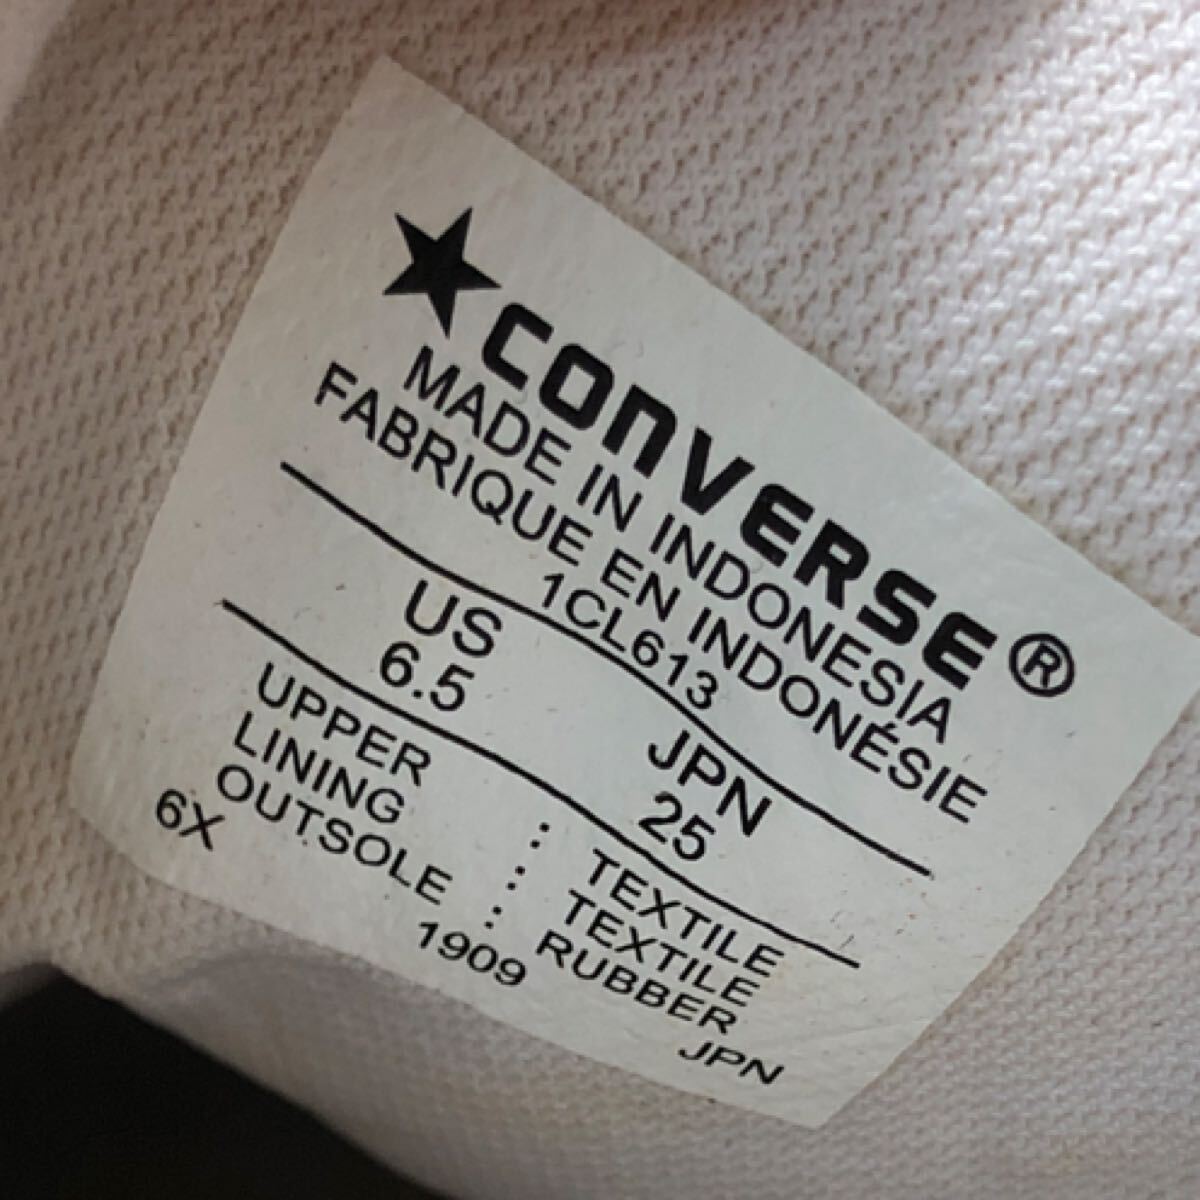 ★CONVERSE®
MADE IN INDONESIA
FABRIQUE EN INDONÉSIE
1CL613
US JPN
6.5 25
UPPER : TEXTILE
LINING : TEXTILE
OUTSOLE : RUBBER
6X 1909 JPN